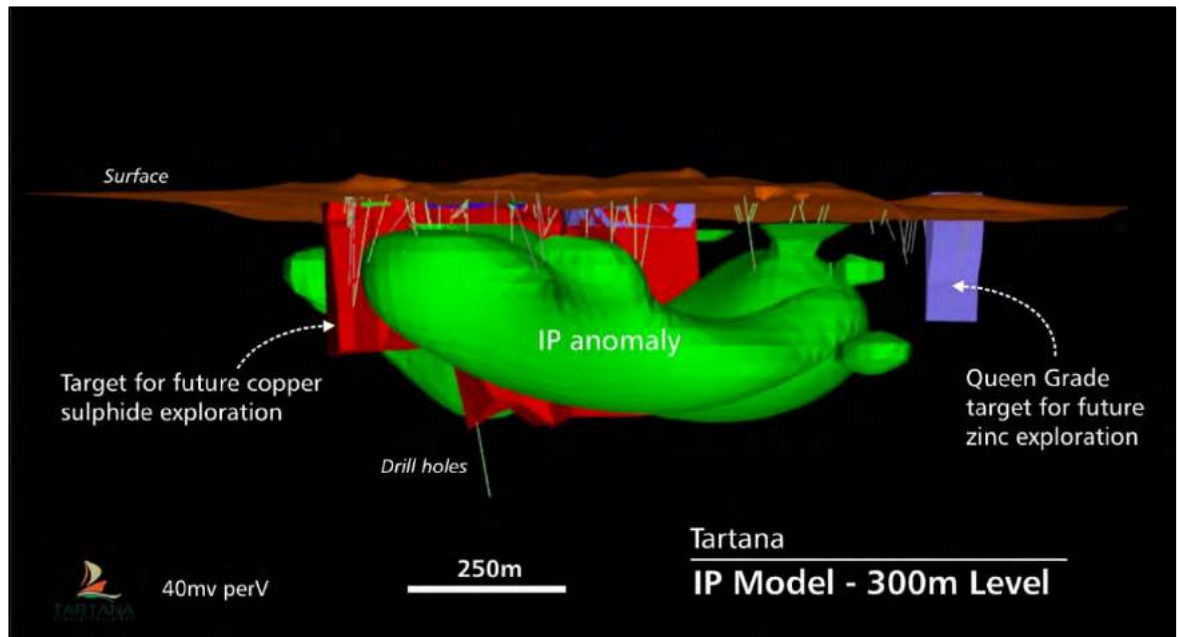 Surface
IP anomaly
Target for future copper
sulphide exploration
Queen Grade
target for future
zinc exploration
Drill holes
Tartana
IP Model - 300m Level
250m
40mv perV
TARTANA